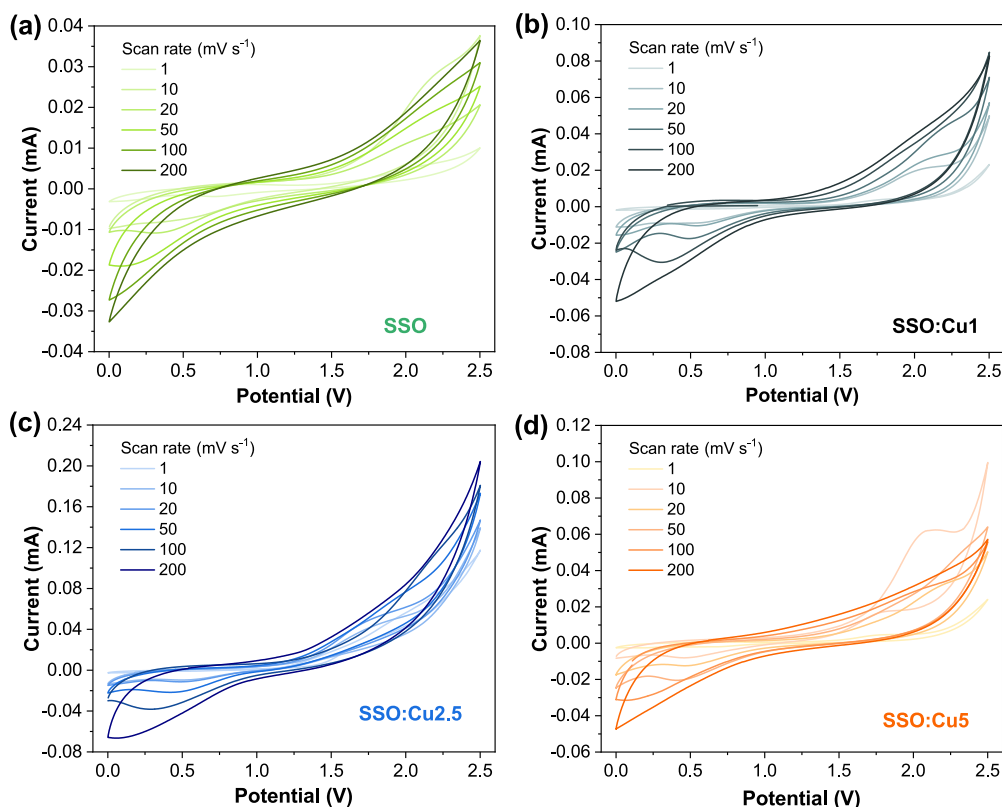 (a)
Scan rate (mV s⁻¹)
1
10
20
50
100
200
0.04
0.03
0.02
0.01
0.00
-0.01
-0.02
-0.03
-0.04
Current (mA)
SSO
0.0 0.5 1.0 1.5 2.0 2.5
Potential (V)
(b)
Scan rate (mV s⁻¹)
1
10
20
50
100
200
0.10
0.08
0.06
0.04
0.02
0.00
-0.02
-0.04
-0.06
-0.08
Current (mA)
SSO:Cu1
0.0 0.5 1.0 1.5 2.0 2.5
Potential (V)
(c)
Scan rate (mV s⁻¹)
1
10
20
50
100
200
0.24
0.20
0.16
0.12
0.08
0.04
0.00
-0.04
-0.08
Current (mA)
SSO:Cu2.5
0.0 0.5 1.0 1.5 2.0 2.5
Potential (V)
(d)
Scan rate (mV s⁻¹)
1
10
20
50
100
200
0.12
0.10
0.08
0.06
0.04
0.02
0.00
-0.02
-0.04
-0.06
Current (mA)
SSO:Cu5
0.0 0.5 1.0 1.5 2.0 2.5
Potential (V)